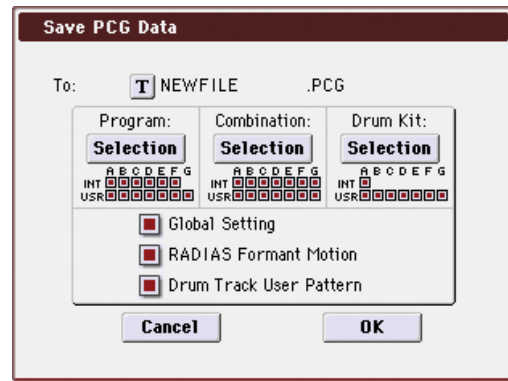 Save PCG Data
To: T NEWFILE .PCG
Program: Combination: Drum Kit:
Selection Selection Selection
A B C D E F G A B C D E F G A B C D E F G
INT INT INT
USR USR USR
Global Setting
RADIAS Formant Motion
Drum Track User Pattern
Cancel OK